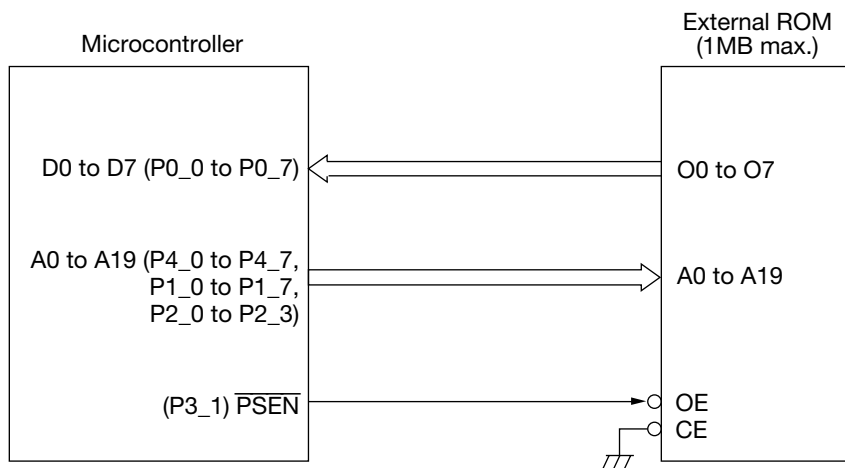 External ROM
(1MB max.)
Microcontroller
D0 to D7 (P0_0 to P0_7)
O0 to O7
A0 to A19 (P4_0 to P4_7,
P1_0 to P1_7,
P2_0 to P2_3)
A0 to A19
(P3_1) P̅S̅E̅N̅
OE
CE